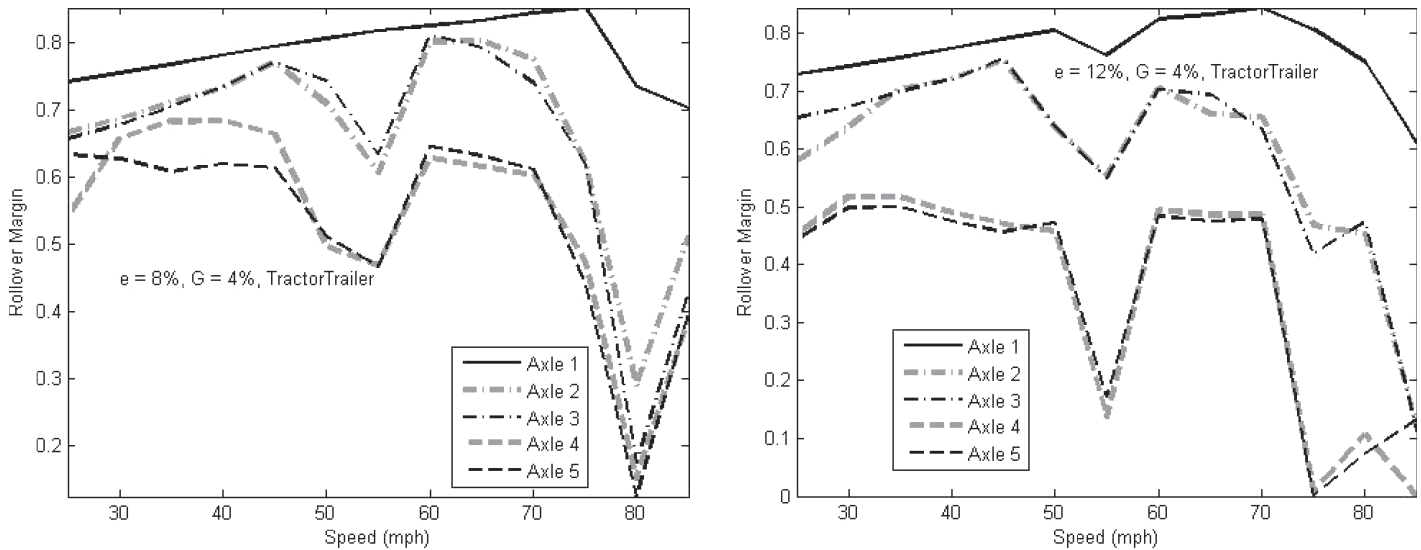 0.8
0.7
0.6
0.5
0.4
0.3
0.2
Rollover Margin
e = 8%, G = 4%, TractorTrailer
Axle 1
Axle 2
Axle 3
Axle 4
Axle 5
30 40 50 60 70 80
Speed (mph)
0.8
0.7
0.6
0.5
0.4
0.3
0.2
0.1
0
Rollover Margin
e = 12%, G = 4%, TractorTrailer
Axle 1
Axle 2
Axle 3
Axle 4
Axle 5
30 40 50 60 70 80
Speed (mph)